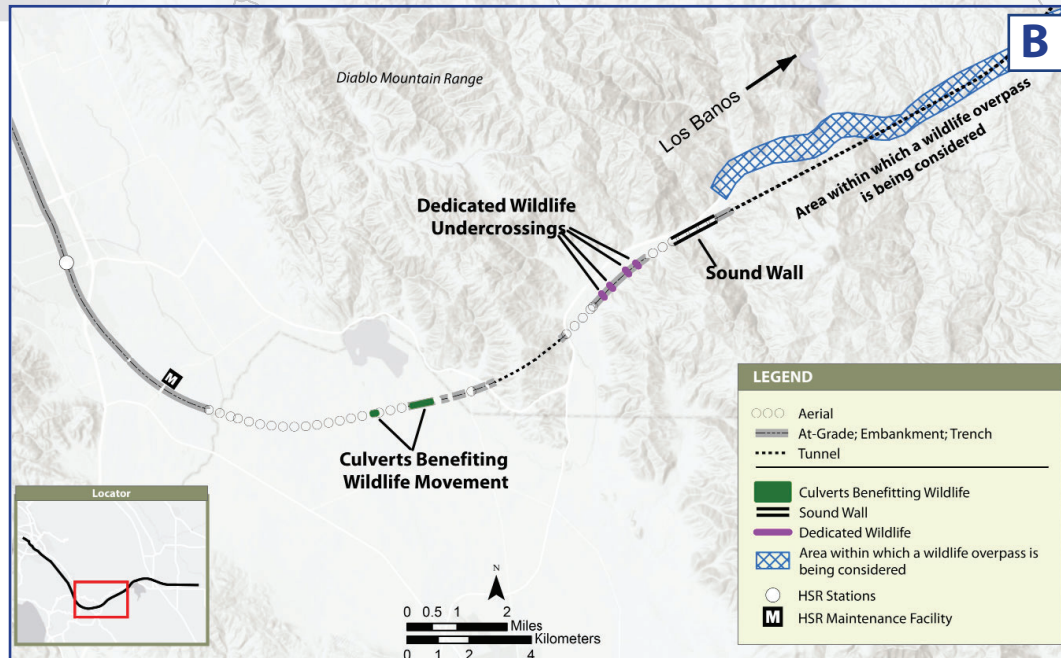 B
Diablo Mountain Range
Los Banos
Area within which a wildlife overpass
is being considered
Dedicated Wildlife
Undercrossings
Sound Wall
M
Culverts Benefiting
Wildlife Movement
Locator
N
0 0.5 1 2
Miles
Kilometers
0 1 2 4
LEGEND
Aerial
At-Grade; Embankment; Trench
Tunnel
Culverts Benefitting Wildlife
Sound Wall
Dedicated Wildlife
Area within which a wildlife overpass is
being considered
HSR Stations
M HSR Maintenance Facility